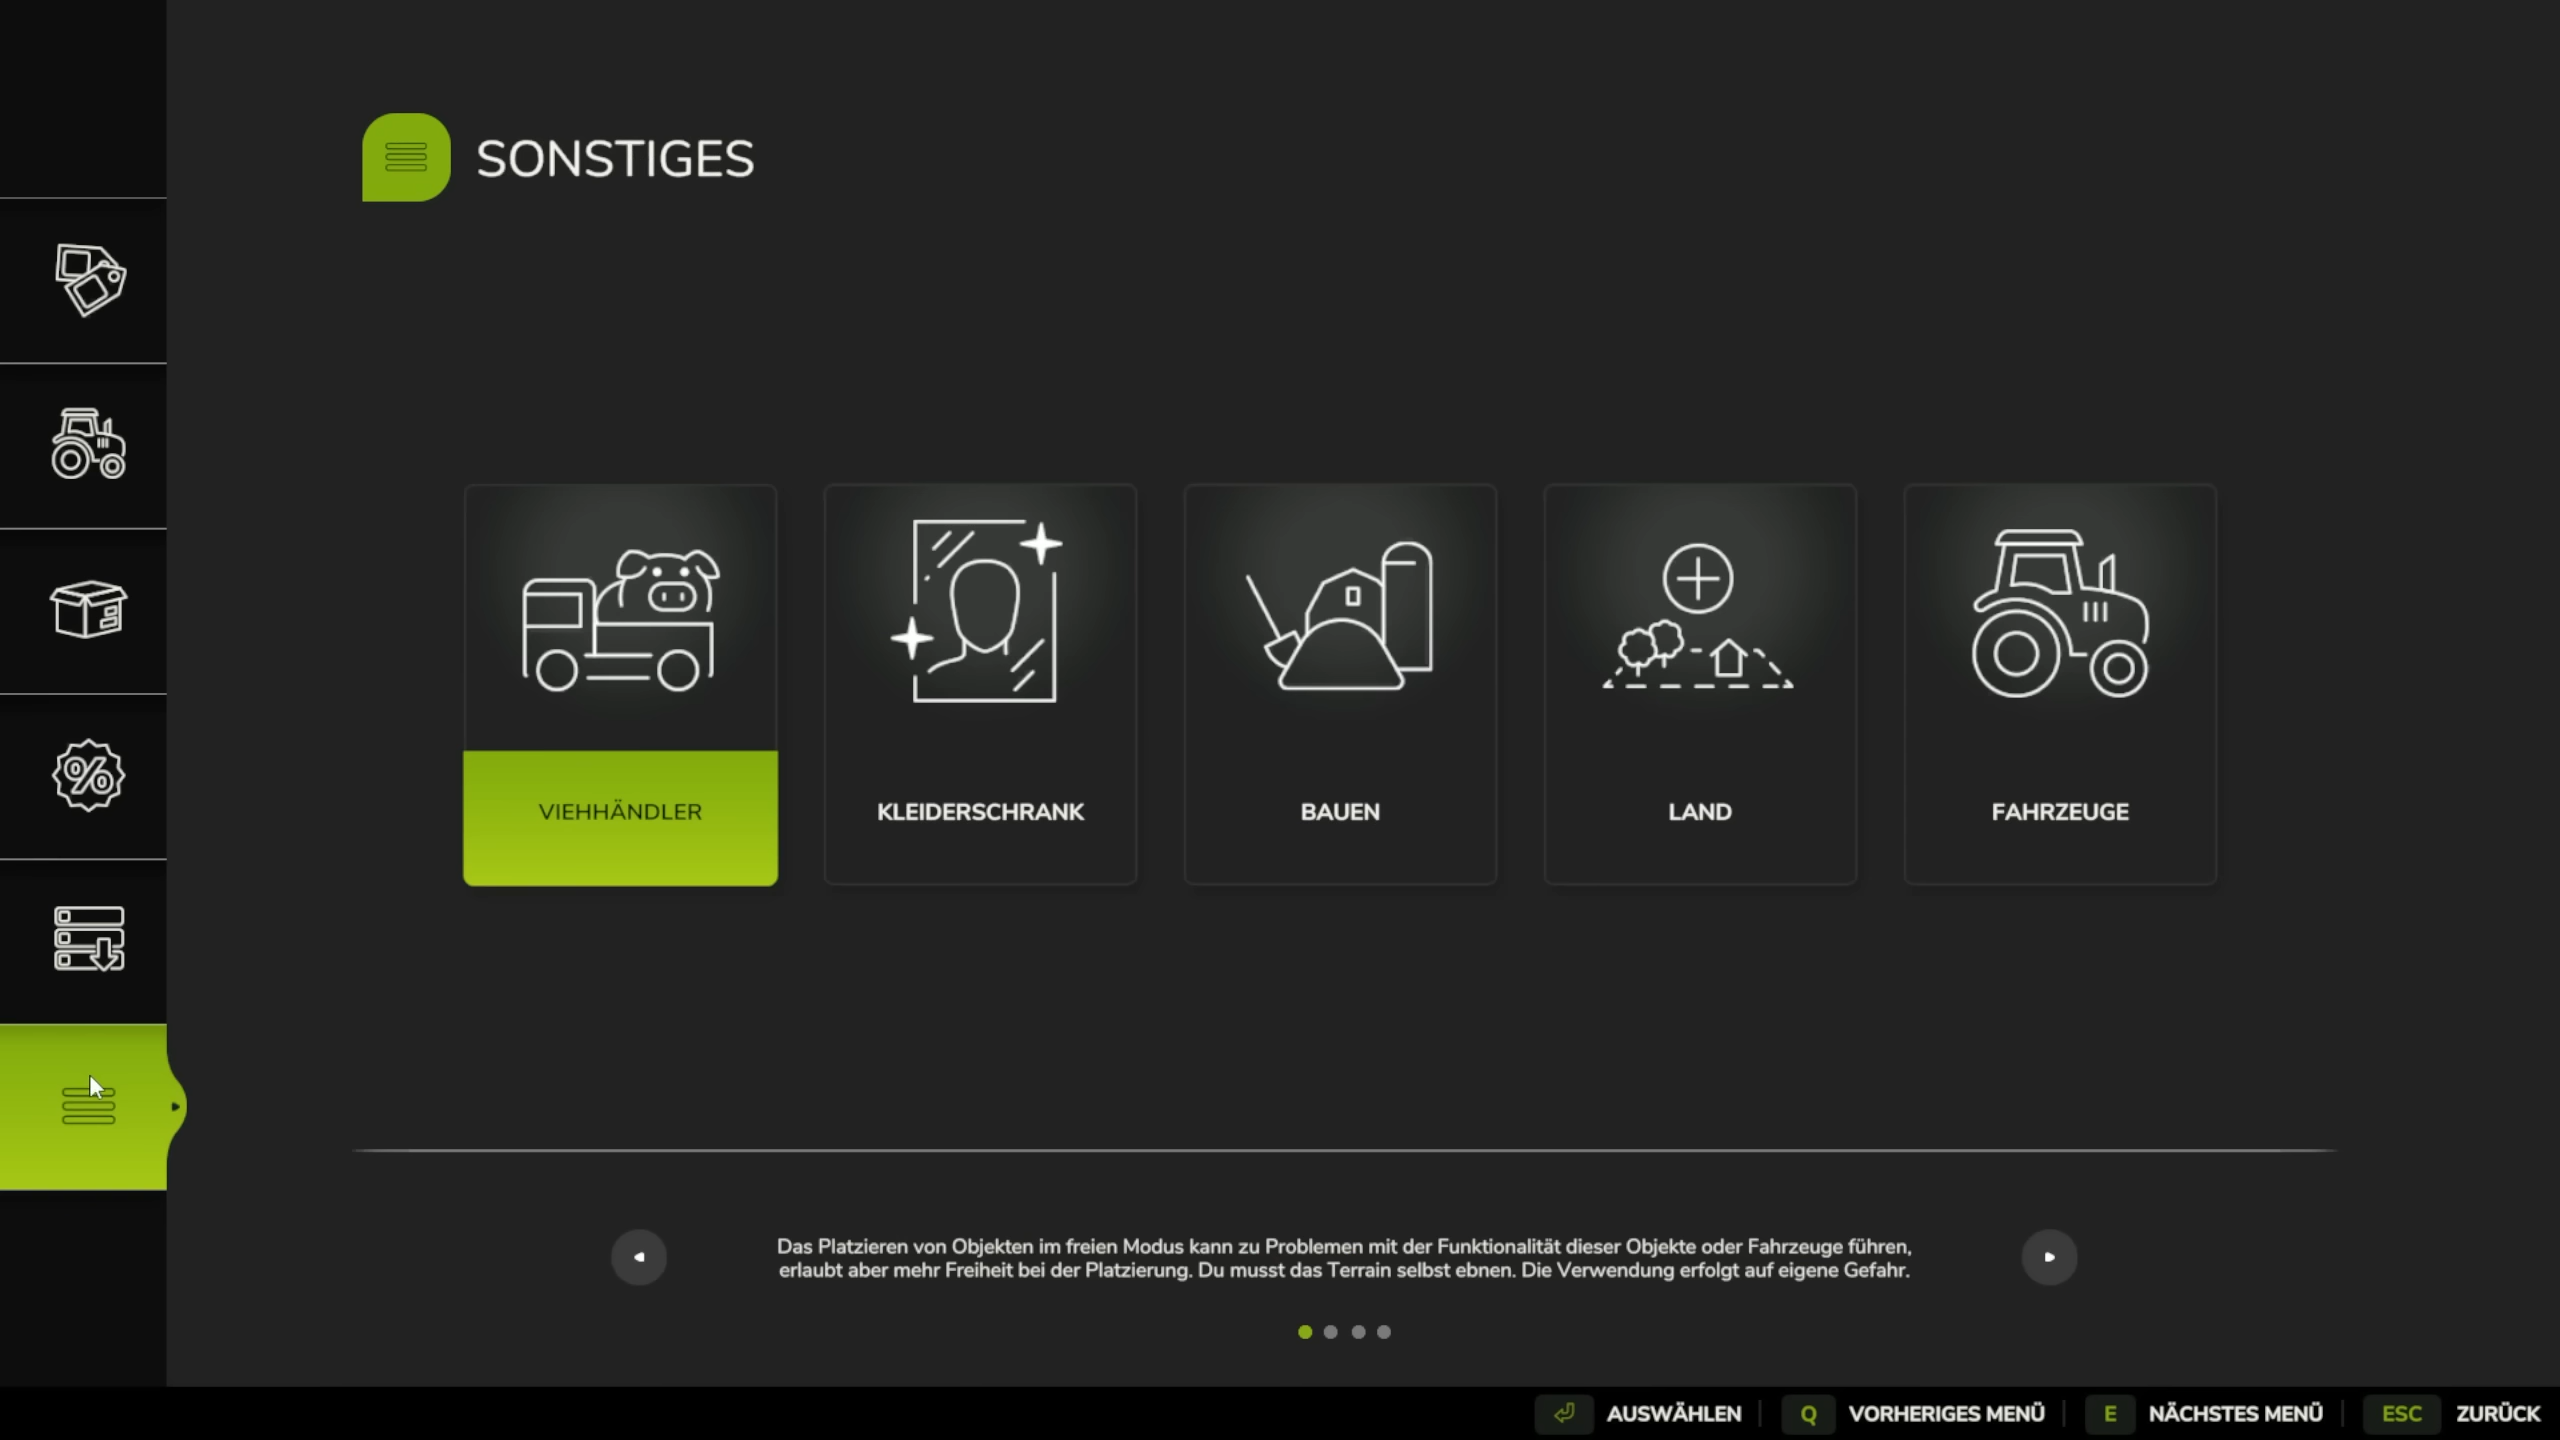 SONSTIGES
VIEHHÄNDLER
KLEIDERSCHRANK
BAUEN
LAND
FAHRZEUGE
Das Platzieren von Objekten im freien Modus kann zu Problemen mit der Funktionalität dieser Objekte oder Fahrzeuge führen,
erlaubt aber mehr Freiheit bei der Platzierung. Du musst das Terrain selbst ebnen. Die Verwendung erfolgt auf eigene Gefahr.
AUSWÄHLEN Q VORHERIGES MENÜ E NÄCHSTES MENÜ ESC ZURÜCK